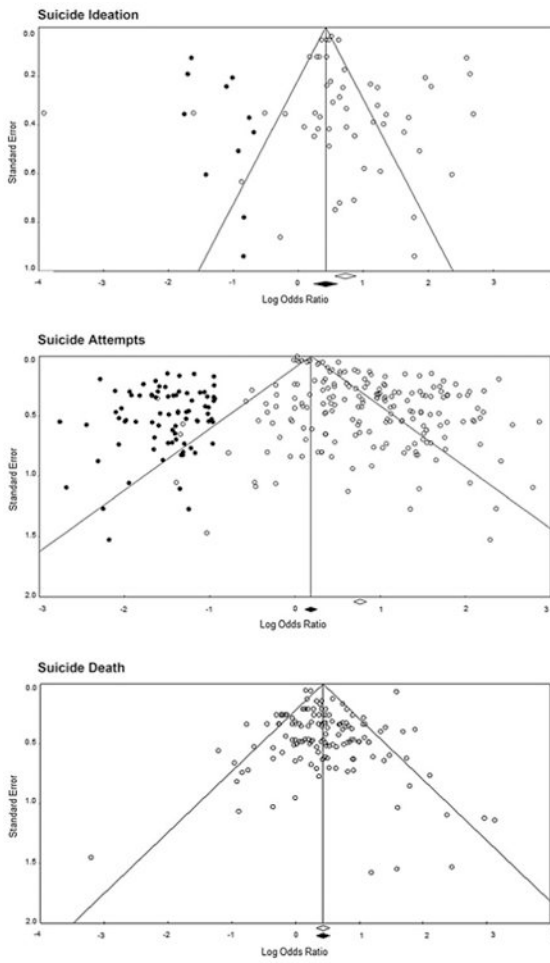 Suicide Ideation
0.0
0.2
0.4
0.6
0.8
1.0
Standard Error
-4 -3 -2 -1 0 1 2 3
Log Odds Ratio
Suicide Attempts
0.0
0.5
1.0
1.5
2.0
Standard Error
-3 -2 -1 0 1 2 3
Log Odds Ratio
Suicide Death
0.0
0.5
1.0
1.5
2.0
Standard Error
-4 -3 -2 -1 0 1 2 3
Log Odds Ratio